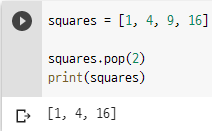 squares = [1, 4, 9, 16]
squares.pop(2)
print(squares)
[1, 4, 16]